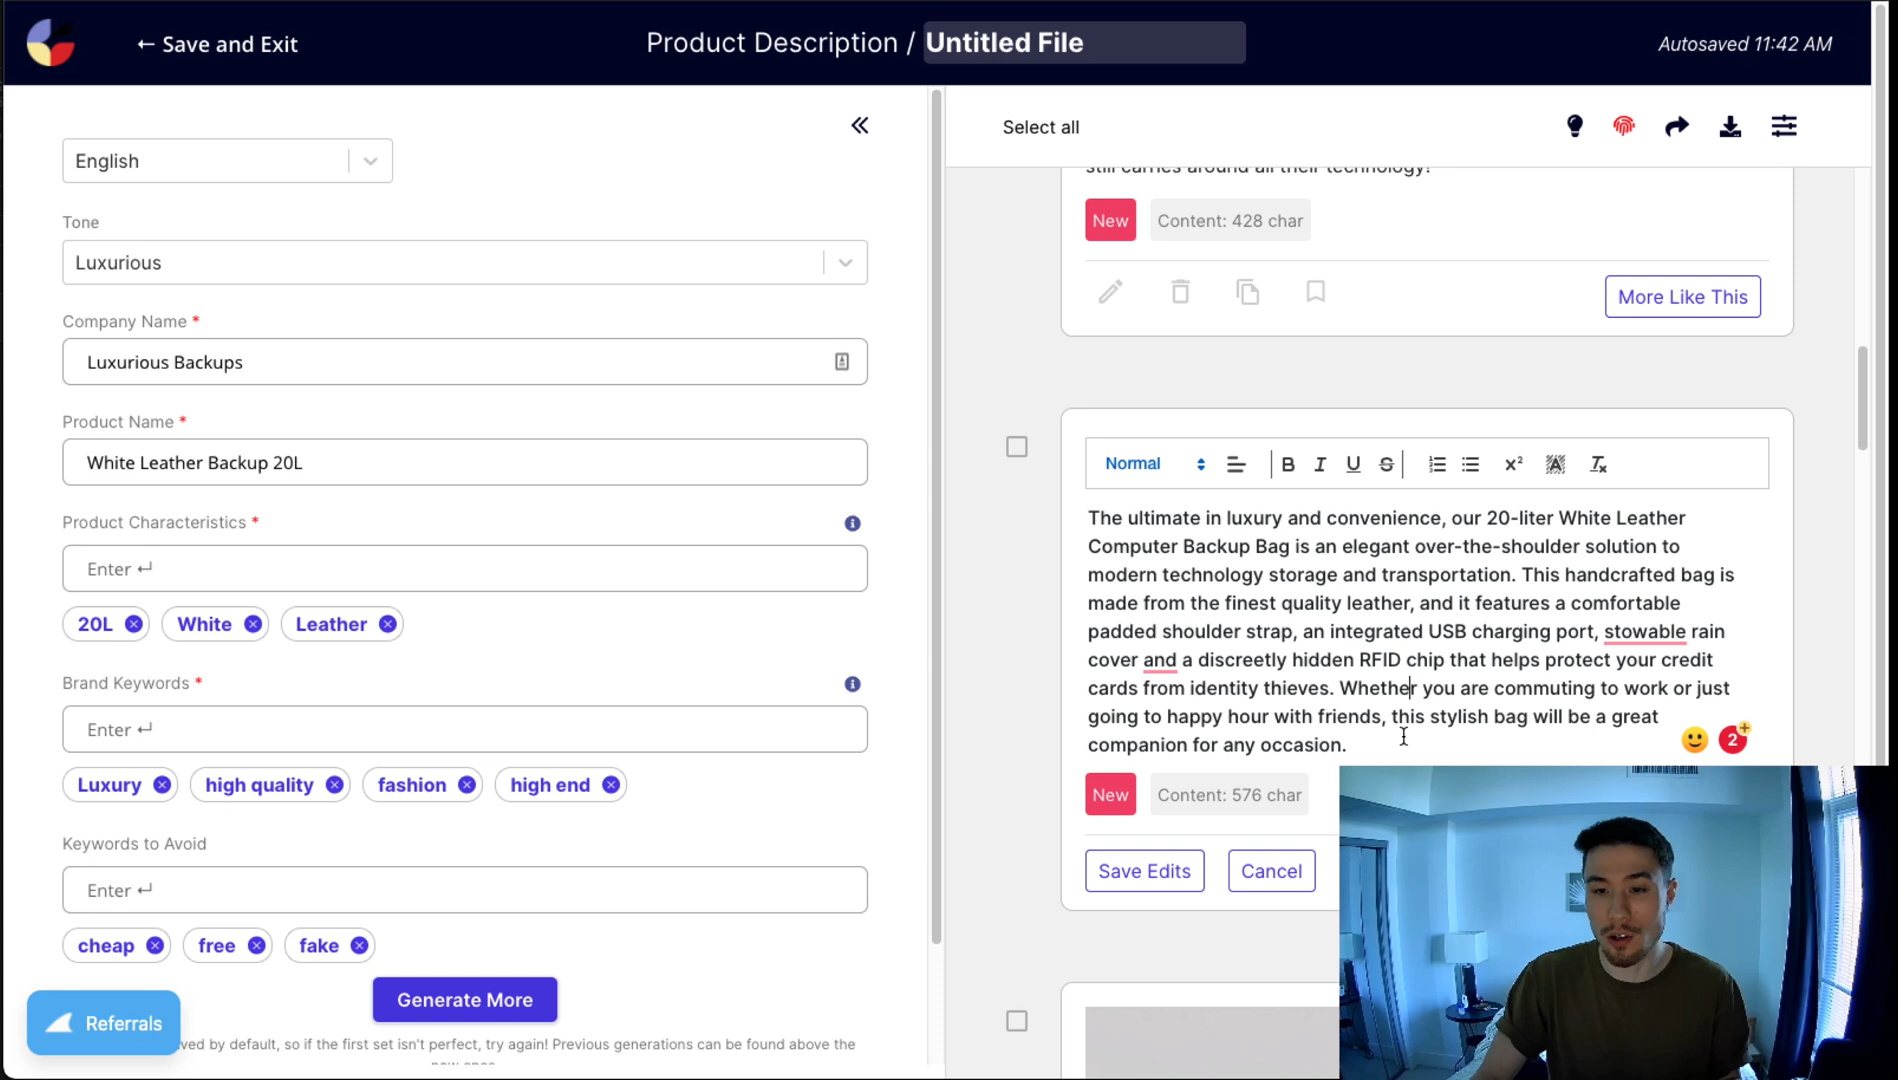 ← Save and Exit
Product Description / Untitled File
Autosaved 11:42 AM
English
Tone
Luxurious
Company Name *
Luxurious Backups
Product Name *
White Leather Backup 20L
Product Characteristics *
Enter ↵
20L
White
Leather
Brand Keywords *
Enter ↵
Luxury
high quality
fashion
high end
Keywords to Avoid
Enter ↵
cheap
free
fake
Generate More
Referrals
ved by default, so if the first set isn't perfect, try again! Previous generations can be found above the
new ones
Select all
still carries around all their technology!
New
Content: 428 char
More Like This
Normal
B I U S
The ultimate in luxury and convenience, our 20-liter White Leather
Computer Backup Bag is an elegant over-the-shoulder solution to
modern technology storage and transportation. This handcrafted bag is
made from the finest quality leather, and it features a comfortable
padded shoulder strap, an integrated USB charging port, stowable rain
cover and a discreetly hidden RFID chip that helps protect your credit
cards from identity thieves. Whether you are commuting to work or just
going to happy hour with friends, this stylish bag will be a great
companion for any occasion.
2
New
Content: 576 char
Save Edits
Cancel